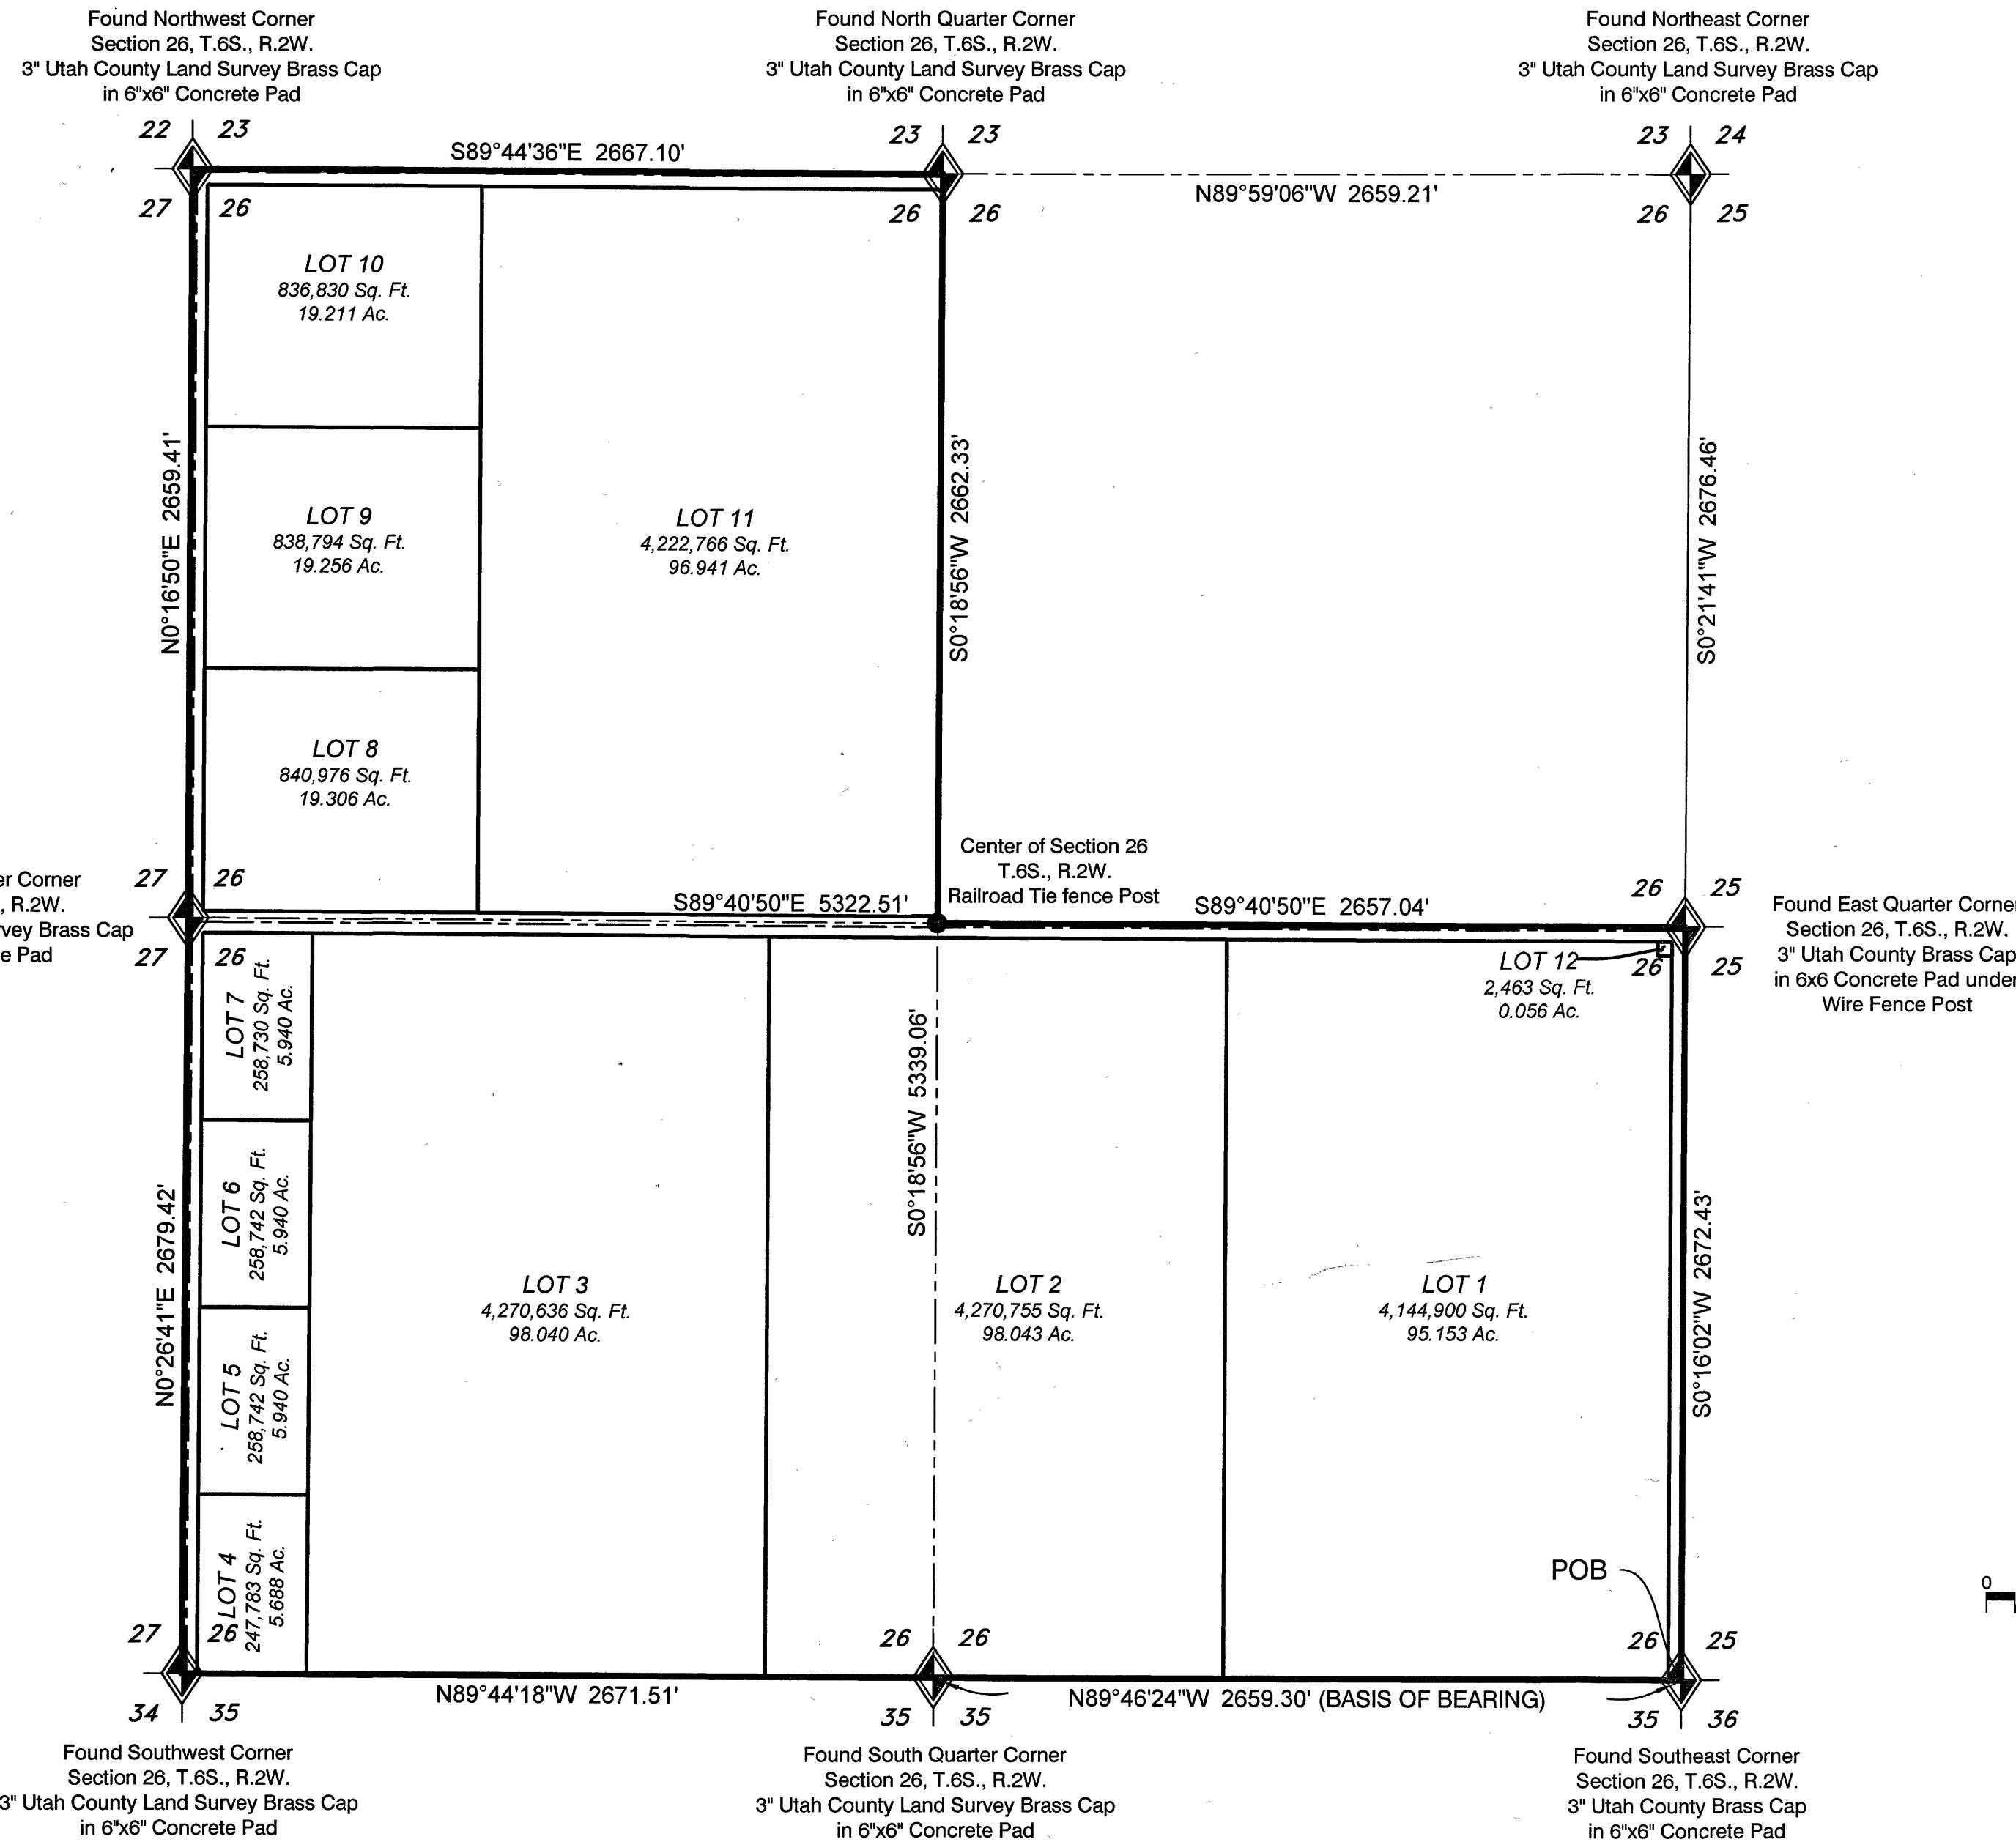 Found Northwest Corner
Section 26, T.6S., R.2W.
3" Utah County Land Survey Brass Cap
in 6"x6" Concrete Pad
Found North Quarter Corner
Section 26, T.6S., R.2W.
3" Utah County Land Survey Brass Cap
in 6"x6" Concrete Pad
Found Northeast Corner
Section 26, T.6S., R.2W.
3" Utah County Land Survey Brass Cap
in 6"x6" Concrete Pad
22 23
23 23
23 24
S89°44'36"E 2667.10'
N89°59'06"W 2659.21'
27 26
26 26
26 25
LOT 10
836,830 Sq. Ft.
19.211 Ac.
N0°16'50"E 2659.41'
LOT 9
838,794 Sq. Ft.
19.256 Ac.
LOT 11
4,222,766 Sq. Ft.
96.941 Ac.
S0°18'56"W 2662.33'
S0°21'41"W 2676.46'
LOT 8
840,976 Sq. Ft.
19.306 Ac.
Center of Section 26
T.6S., R.2W.
Railroad Tie fence Post
er Corner
, R.2W.
rvey Brass Cap
e Pad
27 26
26 25
S89°40'50"E 5322.51'
S89°40'50"E 2657.04'
Found East Quarter Corner
Section 26, T.6S., R.2W.
3" Utah County Brass Cap
in 6x6 Concrete Pad under
Wire Fence Post
27 26
26 25
LOT 12
2,463 Sq. Ft.
0.056 Ac.
LOT 7
258,730 Sq. Ft.
5.940 Ac.
S0°18'56"W 5339.06'
LOT 6
258,742 Sq. Ft.
5.940 Ac.
N0°26'41"E 2679.42'
S0°16'02"W 2672.43'
LOT 3
4,270,636 Sq. Ft.
98.040 Ac.
LOT 2
4,270,755 Sq. Ft.
98.043 Ac.
LOT 1
4,144,900 Sq. Ft.
95.153 Ac.
LOT 5
258,742 Sq. Ft.
5.940 Ac.
LOT 4
247,783 Sq. Ft.
5.688 Ac.
POB
0
27 26
26 26
26 25
N89°44'18"W 2671.51'
N89°46'24"W 2659.30' (BASIS OF BEARING)
34 35
35 35
35 36
Found Southwest Corner
Section 26, T.6S., R.2W.
3" Utah County Land Survey Brass Cap
in 6"x6" Concrete Pad
Found South Quarter Corner
Section 26, T.6S., R.2W.
3" Utah County Land Survey Brass Cap
in 6"x6" Concrete Pad
Found Southeast Corner
Section 26, T.6S., R.2W.
3" Utah County Brass Cap
in 6"x6" Concrete Pad